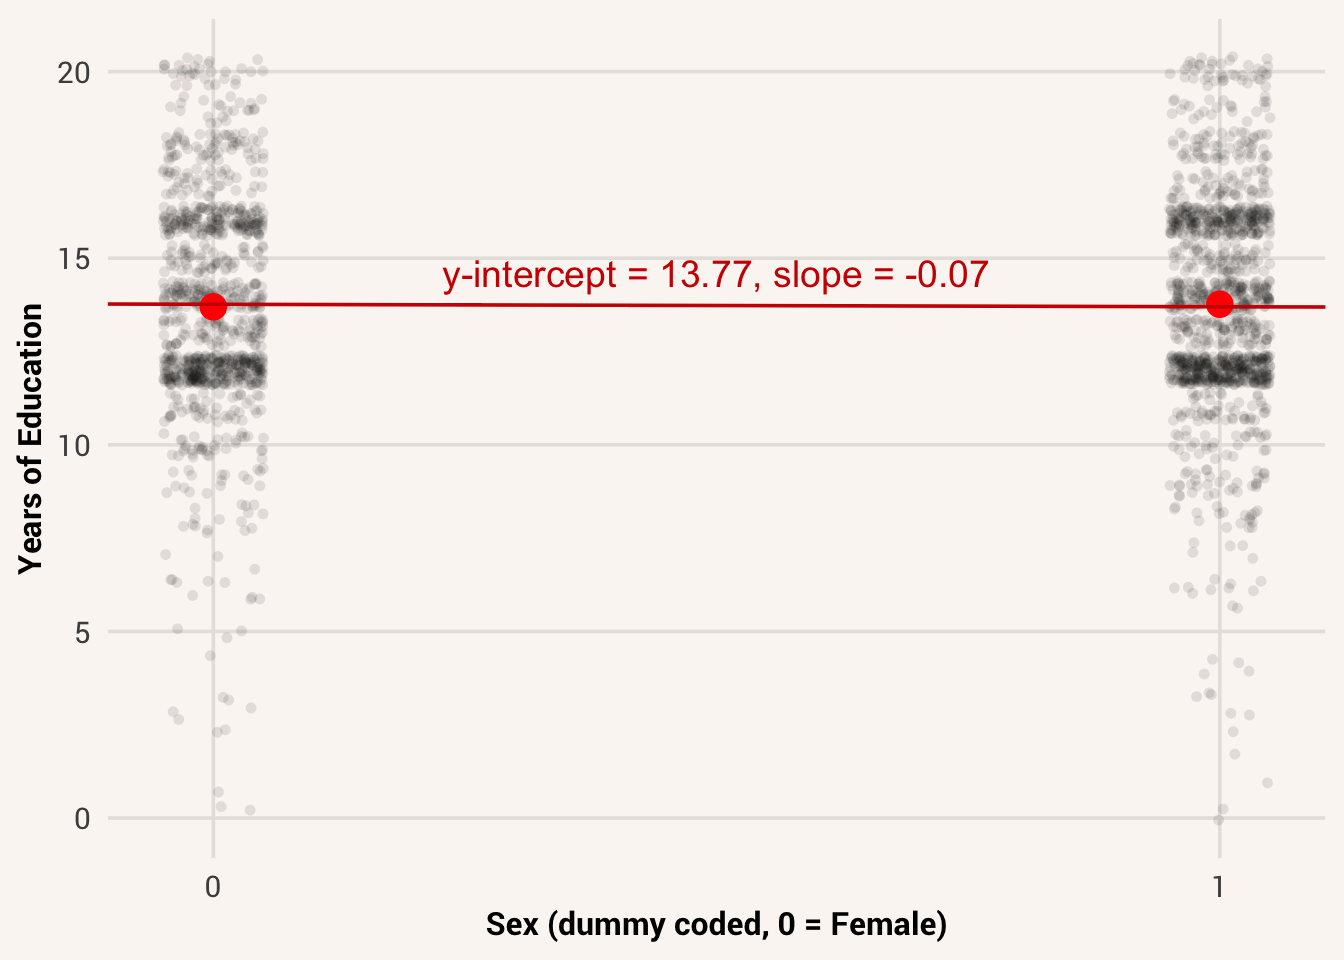 20
15
10
5
0
y-intercept = 13.77, slope = -0.07
Years of Education
0
1
Sex (dummy coded, 0 = Female)